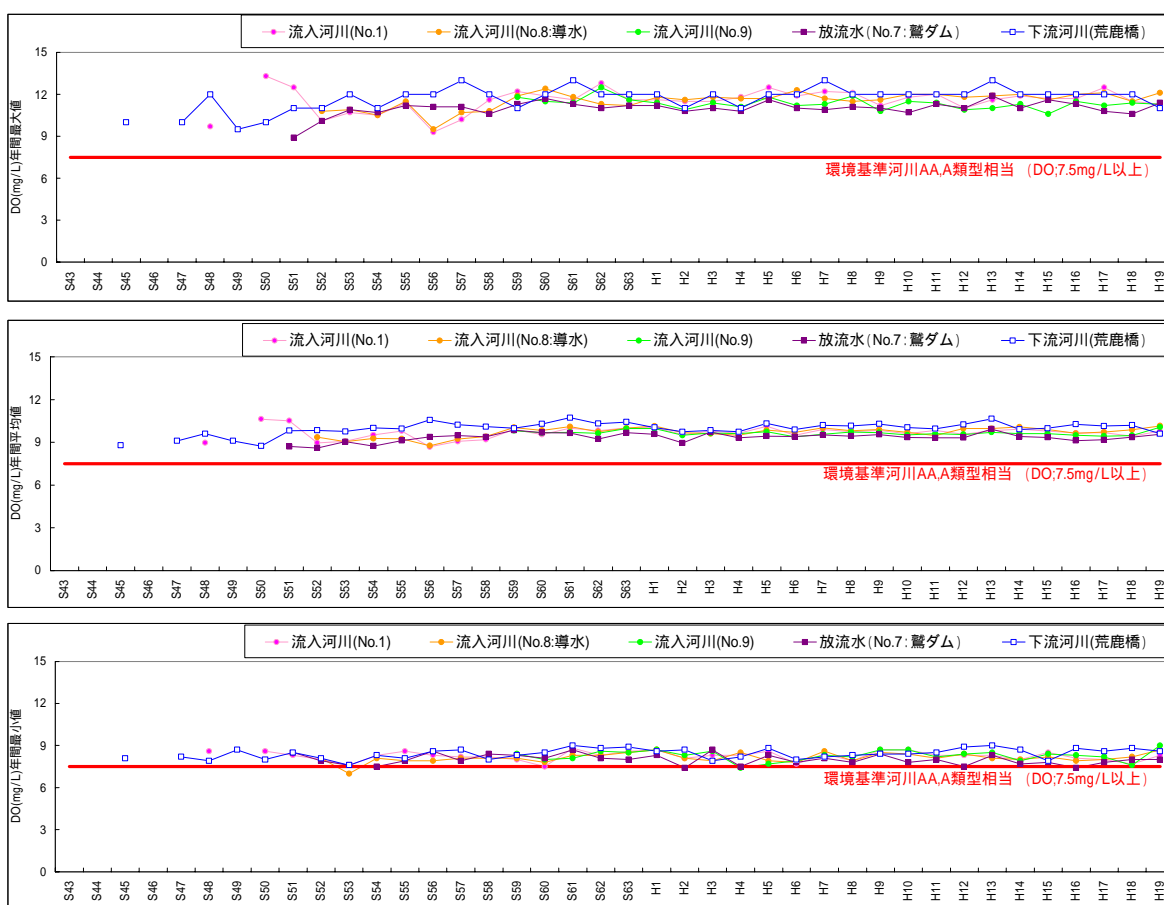 流入河川(No.1) 流入河川(No.8:導水) 流入河川(No.9) 放流水(No.7:鷲ダム) 下流河川(荒鹿橋)
DO(mg/L)年間最大値
15
12
9
6
3
0
環境基準河川AA,A類型相当 (DO;7.5mg/L以上)
S43 S44 S45 S46 S47 S48 S49 S50 S51 S52 S53 S54 S55 S56 S57 S58 S59 S60 S61 S62 S63 H1 H2 H3 H4 H5 H6 H7 H8 H9 H10 H11 H12 H13 H14 H15 H16 H17 H18 H19
流入河川(No.1) 流入河川(No.8:導水) 流入河川(No.9) 放流水(No.7:鷲ダム) 下流河川(荒鹿橋)
DO(mg/L)年間平均値
15
12
9
6
3
0
環境基準河川AA,A類型相当 (DO;7.5mg/L以上)
S43 S44 S45 S46 S47 S48 S49 S50 S51 S52 S53 S54 S55 S56 S57 S58 S59 S60 S61 S62 S63 H1 H2 H3 H4 H5 H6 H7 H8 H9 H10 H11 H12 H13 H14 H15 H16 H17 H18 H19
流入河川(No.1) 流入河川(No.8:導水) 流入河川(No.9) 放流水(No.7:鷲ダム) 下流河川(荒鹿橋)
DO(mg/L)年間最小値
15
12
9
6
3
0
環境基準河川AA,A類型相当 (DO;7.5mg/L以上)
S43 S44 S45 S46 S47 S48 S49 S50 S51 S52 S53 S54 S55 S56 S57 S58 S59 S60 S61 S62 S63 H1 H2 H3 H4 H5 H6 H7 H8 H9 H10 H11 H12 H13 H14 H15 H16 H17 H18 H19